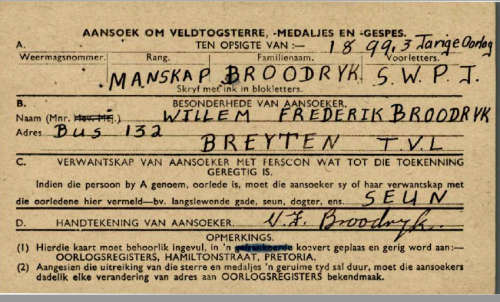 AANSOEK OM VELDTOGSTERRE, -MEDALJES EN -GESPES.
A. TEN OPSIGTE VAN :— 1899. 3 Jarige Oorlog
Weermagsnommer. Rang. Familienaam. Voorletters.
MANSKAP BROODRYK S. W. P. J.
Skryf met ink in blokletters.
B. BESONDERHEDE VAN AANSOEKER.
Naam (Mnr. Mev. Mej.) WILLEM FREDERIK BROODRYK
Adres BUS 132
BREYTEN T.V.L
C. VERWANTSKAP VAN AANSOEKER MET PERSOON WAT TOT DIE TOEKENNING
GEREGTIG IS.
Indien die persoon by A genoem, oorlede is, moet die aansoeker sy of haar verwantskap met
die oorledene hier vermeld—bv. langslewende gade, seun, dogter, ens. SEUN
D. HANDTEKENING VAN AANSOEKER. W.F. Broodryk.
OPMERKINGS.
(1) Hierdie kaart moet behoorlik ingevul, in 'n konvert geplaas en gerig word aan:—
OORLOGSREGISTERS, HAMILTONSTRAAT, PRETORIA.
(2) Aangesien die uitreiking van die sterre en medaljes 'n geruime tyd sal duur, moet die aansoekers
dadelik elke verandering van adres aan OORLOGSREGISTERS bekendmaak.